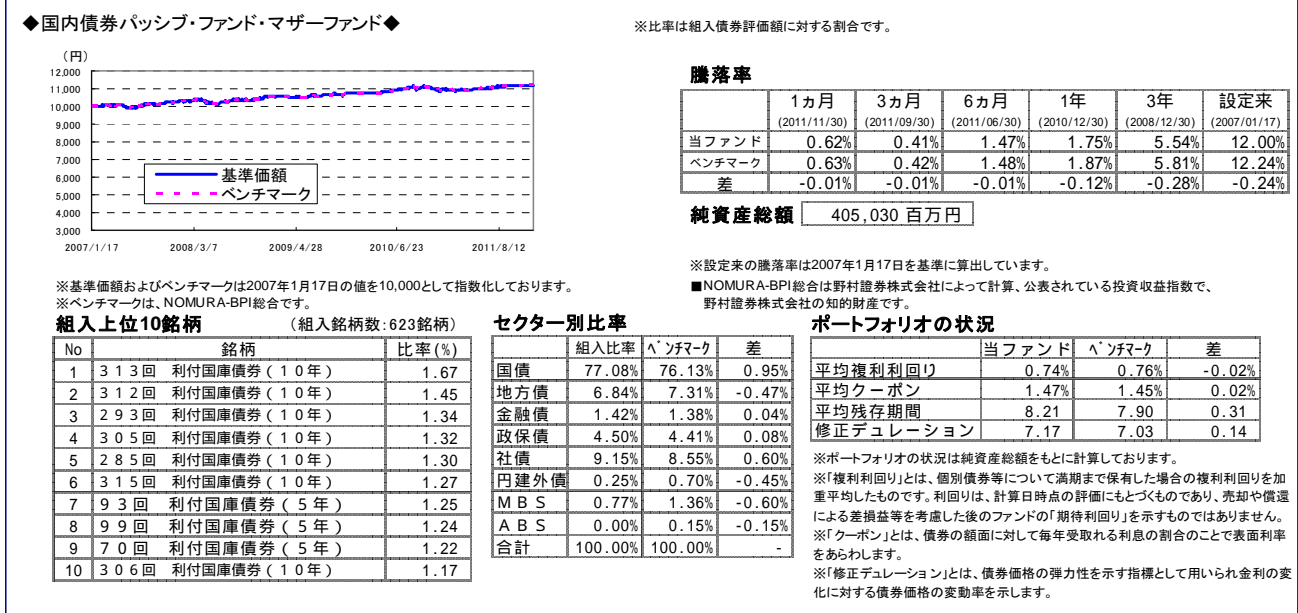 ◆国内債券パッシブ・ファンド・マザーファンド◆
※比率は組入債券評価額に対する割合です。
（円）
12,000
11,000
10,000
9,000
8,000
7,000
6,000
5,000
4,000
3,000
基準価額
ベンチマーク
2007/1/17 2008/3/7 2009/4/28 2010/6/23 2011/8/12
※基準価額およびベンチマークは2007年1月17日の値を10,000として指数化しております。
※ベンチマークは、NOMURA-BPI総合です。
騰落率
1ヵ月 3ヵ月 6ヵ月 1年 3年 設定来
(2011/11/30) (2011/09/30) (2011/06/30) (2010/12/30) (2008/12/30) (2007/01/17)
当ファンド 0.62% 0.41% 1.47% 1.75% 5.54% 12.00%
ベンチマーク 0.63% 0.42% 1.48% 1.87% 5.81% 12.24%
差 -0.01% -0.01% -0.01% -0.12% -0.28% -0.24%
純資産総額 405,030 百万円
※設定来の騰落率は2007年1月17日を基準に算出しています。
■NOMURA-BPI総合は野村證券株式会社によって計算、公表されている投資収益指数で、
野村證券株式会社の知的財産です。
組入上位10銘柄 （組入銘柄数：623銘柄）
No 銘柄 比率(%)
1 313回 利付国庫債券(10年) 1.67
2 312回 利付国庫債券(10年) 1.45
3 293回 利付国庫債券(10年) 1.34
4 305回 利付国庫債券(10年) 1.32
5 285回 利付国庫債券(10年) 1.30
6 315回 利付国庫債券(10年) 1.27
7 93回 利付国庫債券(5年) 1.25
8 99回 利付国庫債券(5年) 1.24
9 70回 利付国庫債券(5年) 1.22
10 306回 利付国庫債券(10年) 1.17
セクター別比率
組入比率 ﾍﾞﾝﾁﾏｰｸ 差
国債 77.08% 76.13% 0.95%
地方債 6.84% 7.31% -0.47%
金融債 1.42% 1.38% 0.04%
政保債 4.50% 4.41% 0.08%
社債 9.15% 8.55% 0.60%
円建外債 0.25% 0.70% -0.45%
MBS 0.77% 1.36% -0.60%
ABS 0.00% 0.15% -0.15%
合計 100.00% 100.00% -
ポートフォリオの状況
当ファンド ﾍﾞﾝﾁﾏｰｸ 差
平均複利利回り 0.74% 0.76% -0.02%
平均クーポン 1.47% 1.45% 0.02%
平均残存期間 8.21 7.90 0.31
修正デュレーション 7.17 7.03 0.14
※ポートフォリオの状況は純資産総額をもとに計算しております。
※「複利利回り」とは、個別債券等について満期まで保有した場合の複利利回りを加
重平均したものです。利回りは、計算日時点の評価にもとづくものであり、売却や償還
による差損益等を考慮した後のファンドの「期待利回り」を示すものではありません。
※「クーポン」とは、債券の額面に対して毎年受取れる利息の割合のことで表面利率
をあらわします。
※「修正デュレーション」とは、債券価格の弾力性を示す指標として用いられ金利の変
化に対する債券価格の変動率を示します。